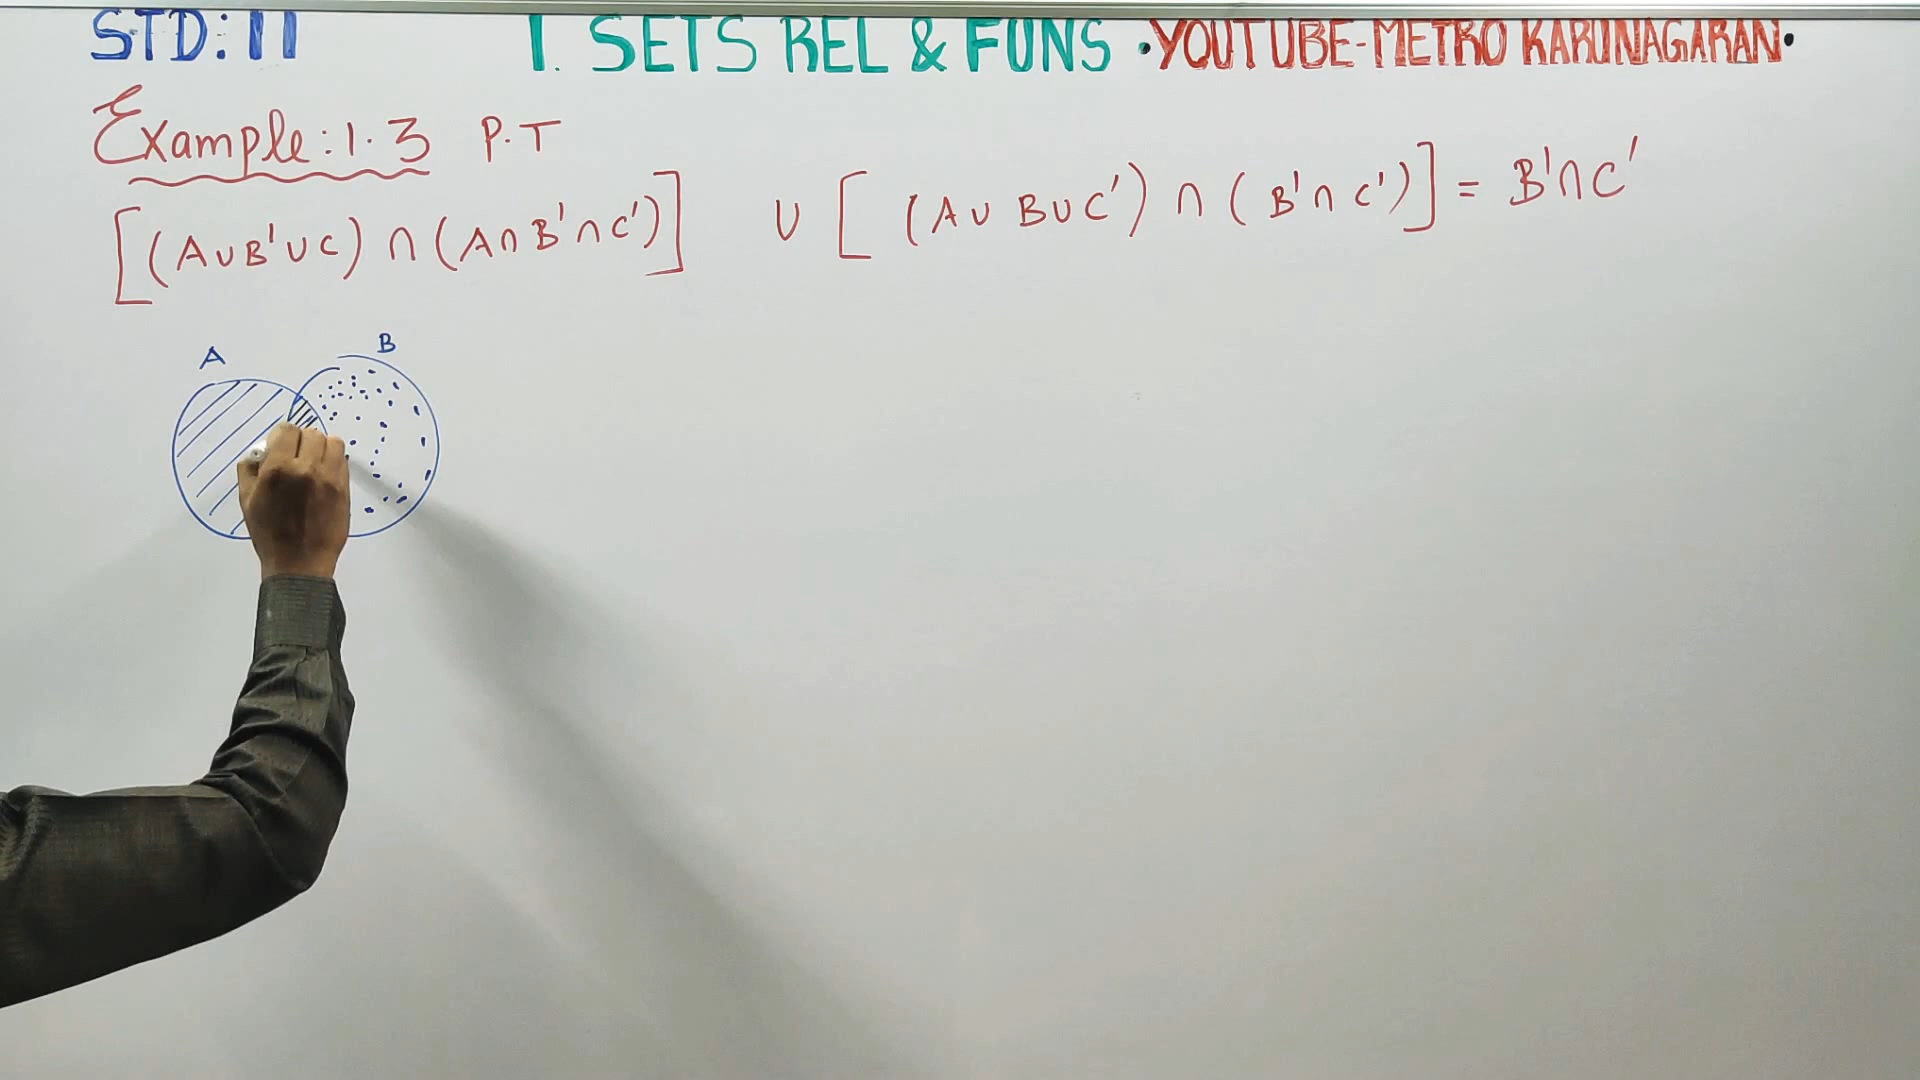 STD: 11 1. SETS REL & FUNS •YOUTUBE-METRO KARUNAGARAN•
Example: 1.3 P.T
[(A∪B'∪C) ∩ (A∩B'∩C')] ∪ [(A∪B∪C') ∩ (B'∩C')] = B'∩C'
A B